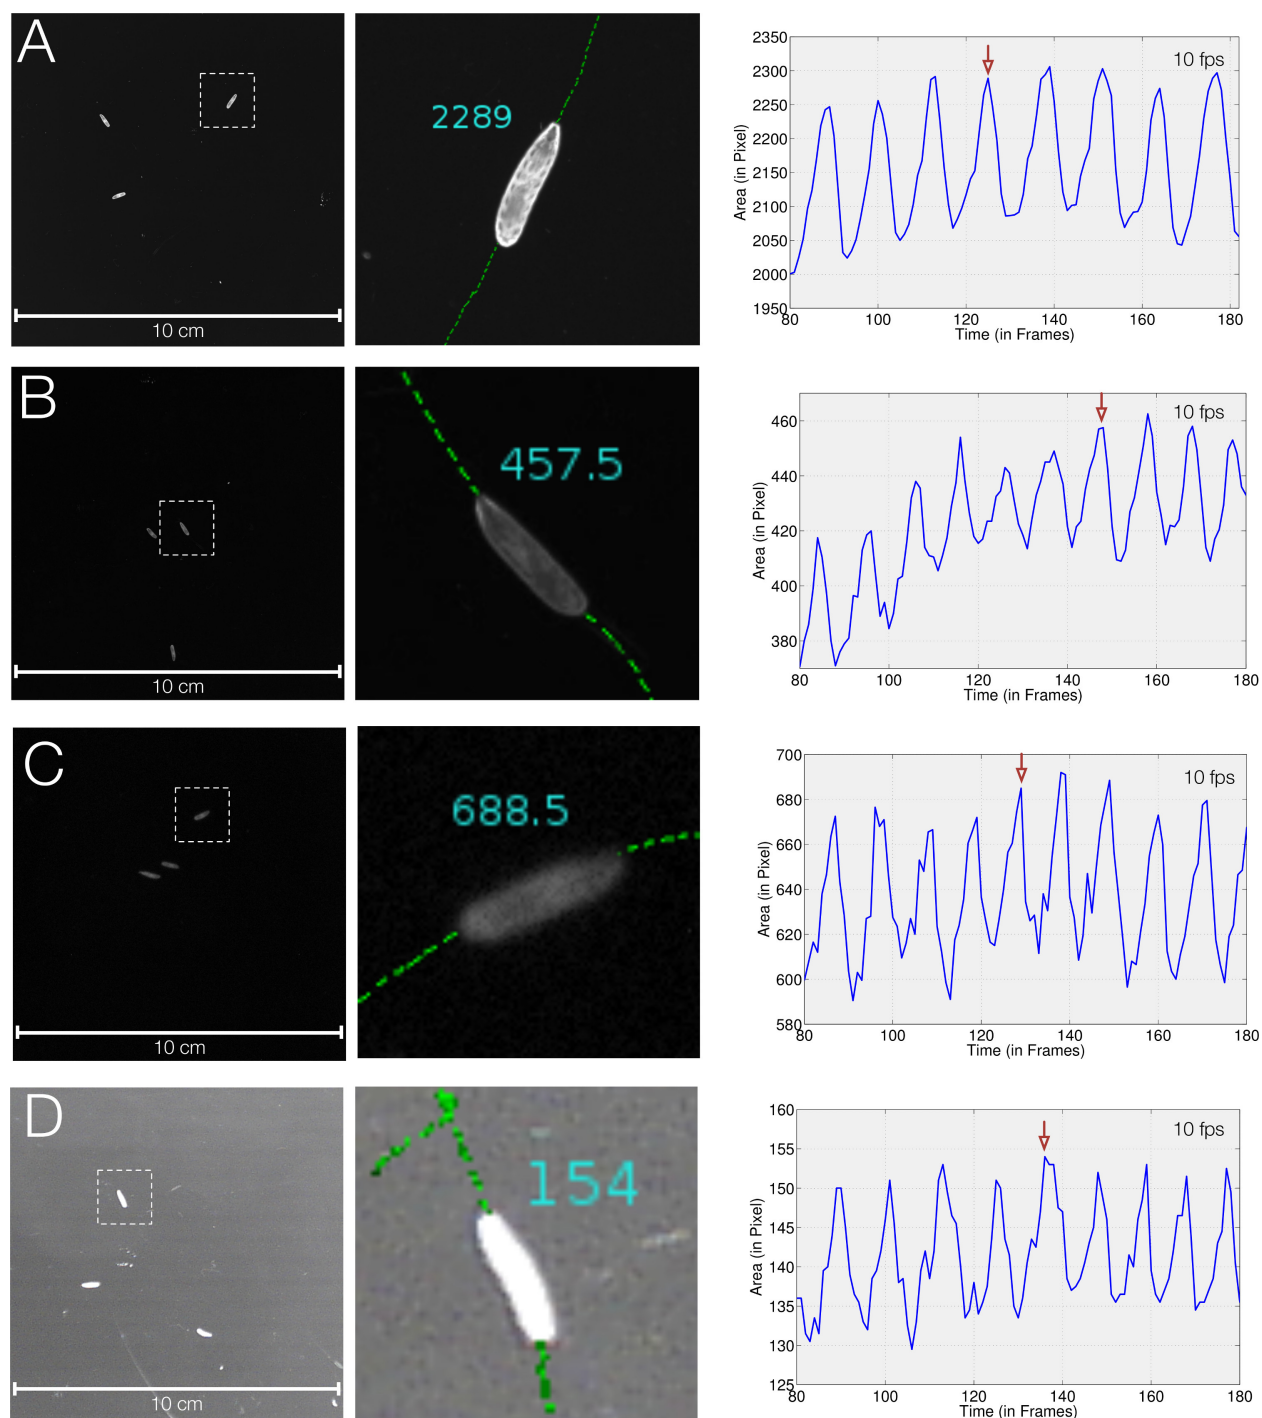 A
10 cm
2289
10 fps
2350
2300
2250
2200
2150
2100
2050
2000
1950
Area (in Pixel)
80 100 120 140 160 180
Time (in Frames)
B
10 cm
457.5
10 fps
460
440
420
400
380
Area (in Pixel)
80 100 120 140 160 180
Time (in Frames)
C
10 cm
688.5
10 fps
700
680
660
640
620
600
580
Area (in Pixel)
80 100 120 140 160 180
Time (in Frames)
D
10 cm
154
10 fps
160
155
150
145
140
135
130
125
Area (in Pixel)
80 100 120 140 160 180
Time (in Frames)